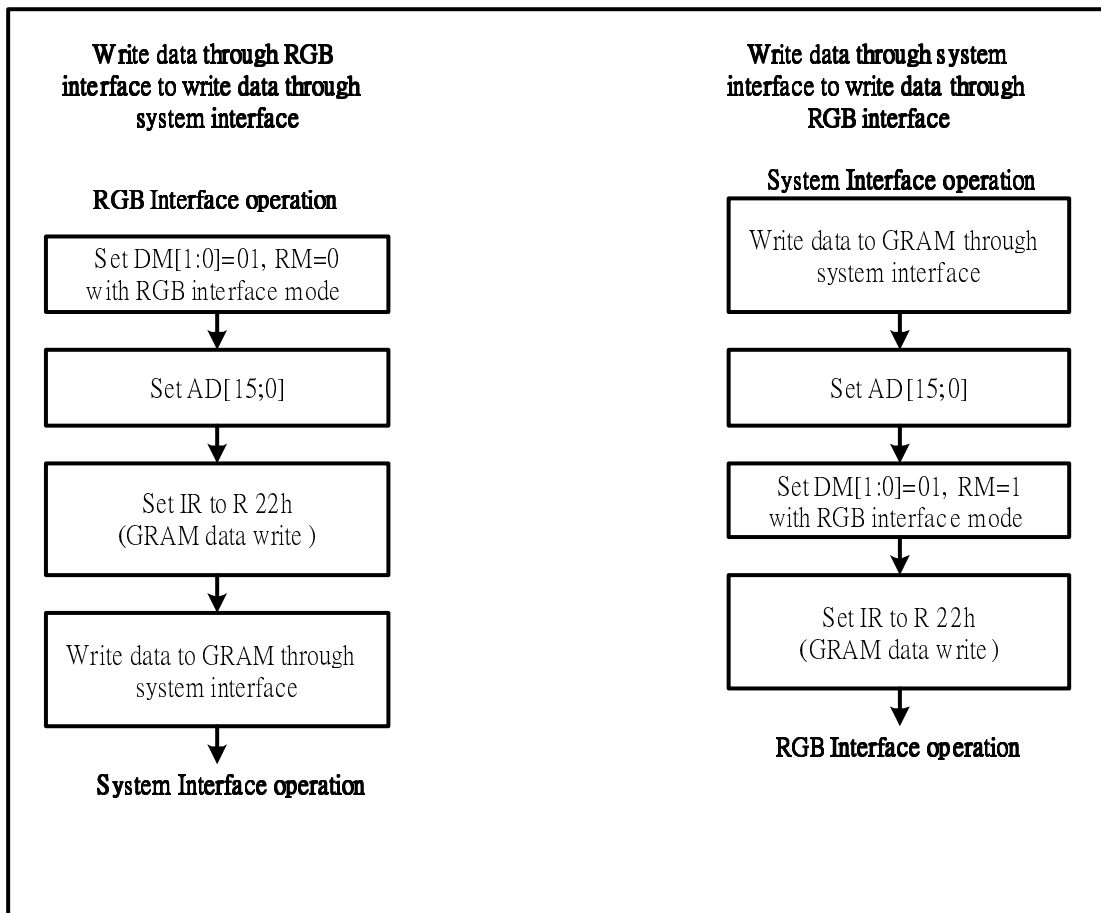 Write data through RGB
interface to write data through
system interface
RGB Interface operation
Set DM[1:0]=01, RM=0
with RGB interface mode
Set AD[15;0]
Set IR to R 22h
(GRAM data write )
Write data to GRAM through
system interface
System Interface operation
Write data through system
interface to write data through
RGB interface
System Interface operation
Write data to GRAM through
system interface
Set AD[15;0]
Set DM[1:0]=01, RM=1
with RGB interface mode
Set IR to R 22h
(GRAM data write )
RGB Interface operation